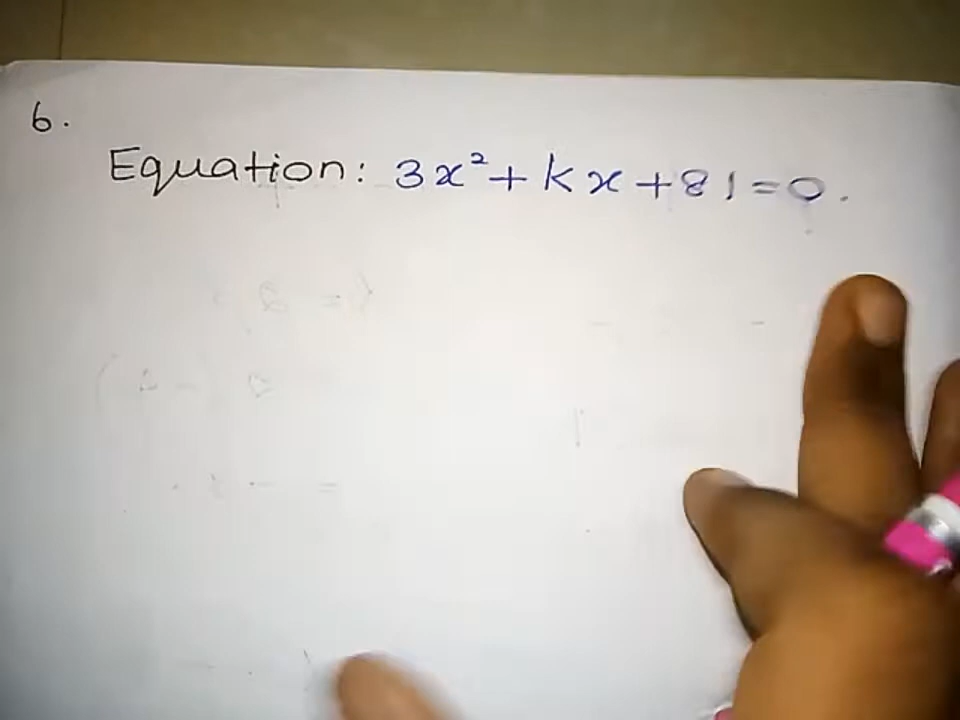 6.
Equation: 3x² + kx + 81 = 0.